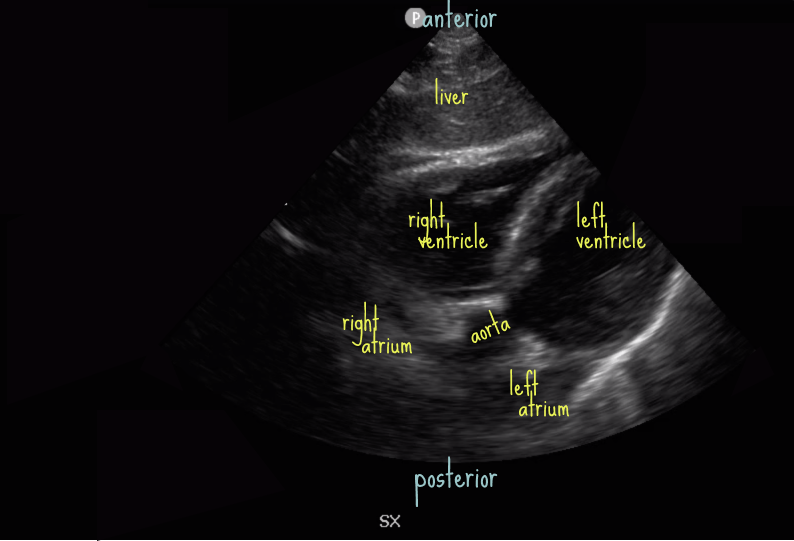 P
anterior
liver
right
ventricle
left
ventricle
right
atrium
aorta
left
atrium
posterior
SX